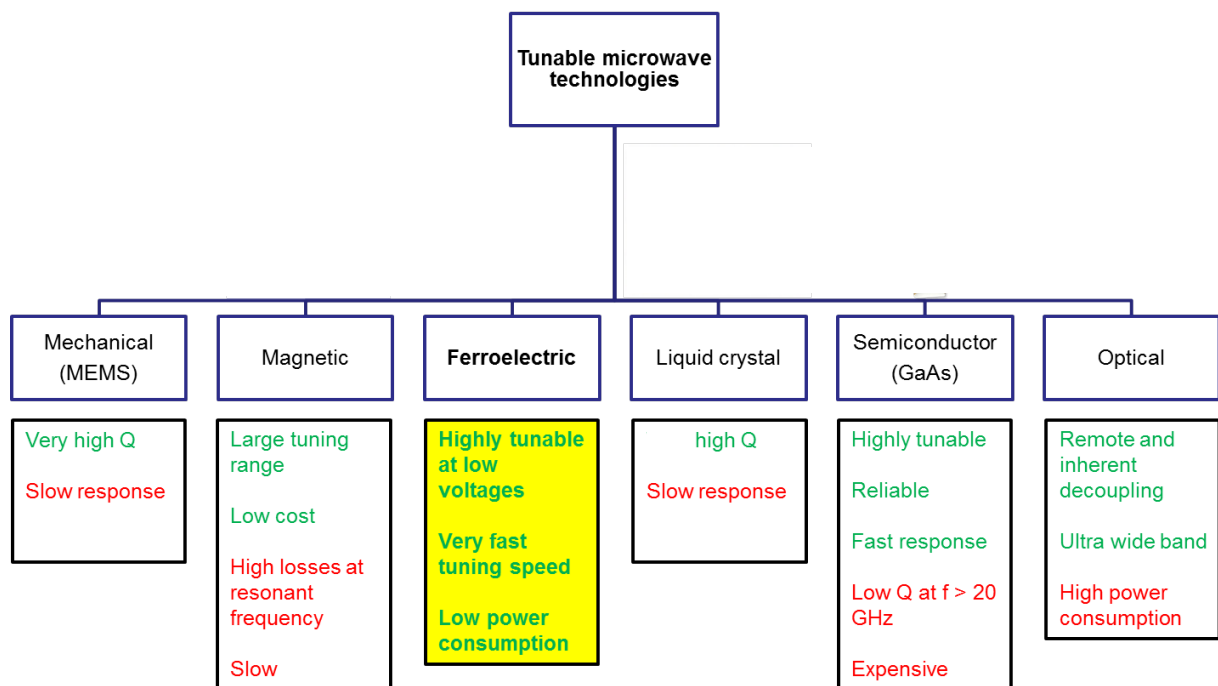 Tunable microwave
technologies
Mechanical
(MEMS)
Magnetic
Ferroelectric
Liquid crystal
Semiconductor
(GaAs)
Optical
Very high Q
Slow response
Large tuning
range
Low cost
High losses at
resonant
frequency
Slow
Highly tunable
at low
voltages
Very fast
tuning speed
Low power
consumption
high Q
Slow response
Highly tunable
Reliable
Fast response
Low Q at f > 20
GHz
Expensive
Remote and
inherent
decoupling
Ultra wide band
High power
consumption